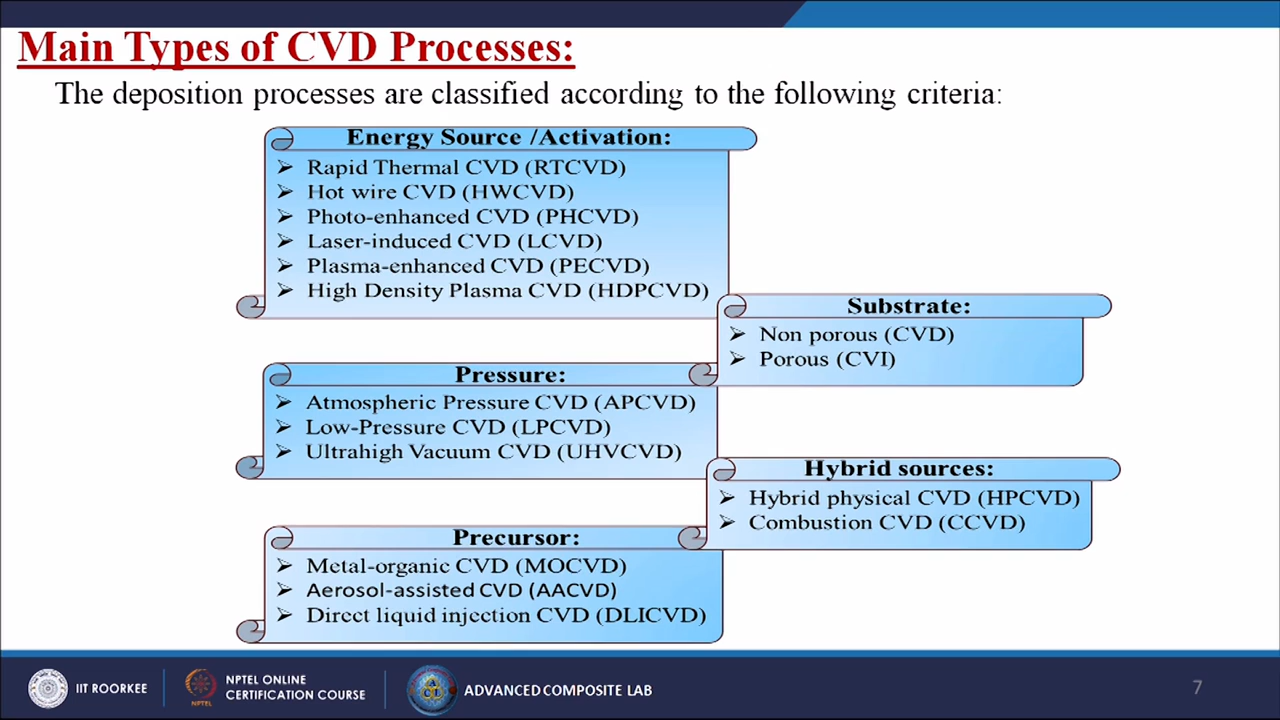 Main Types of CVD Processes:
The deposition processes are classified according to the following criteria:
Energy Source /Activation:
➢ Rapid Thermal CVD (RTCVD)
➢ Hot wire CVD (HWCVD)
➢ Photo-enhanced CVD (PHCVD)
➢ Laser-induced CVD (LCVD)
➢ Plasma-enhanced CVD (PECVD)
➢ High Density Plasma CVD (HDPCVD)
Substrate:
➢ Non porous (CVD)
➢ Porous (CVI)
Pressure:
➢ Atmospheric Pressure CVD (APCVD)
➢ Low-Pressure CVD (LPCVD)
➢ Ultrahigh Vacuum CVD (UHVCVD)
Hybrid sources:
➢ Hybrid physical CVD (HPCVD)
➢ Combustion CVD (CCVD)
Precursor:
➢ Metal-organic CVD (MOCVD)
➢ Aerosol-assisted CVD (AACVD)
➢ Direct liquid injection CVD (DLICVD)
IIT ROORKEE
NPTEL
NPTEL ONLINE
CERTIFICATION COURSE
ADVANCED COMPOSITE LAB
7